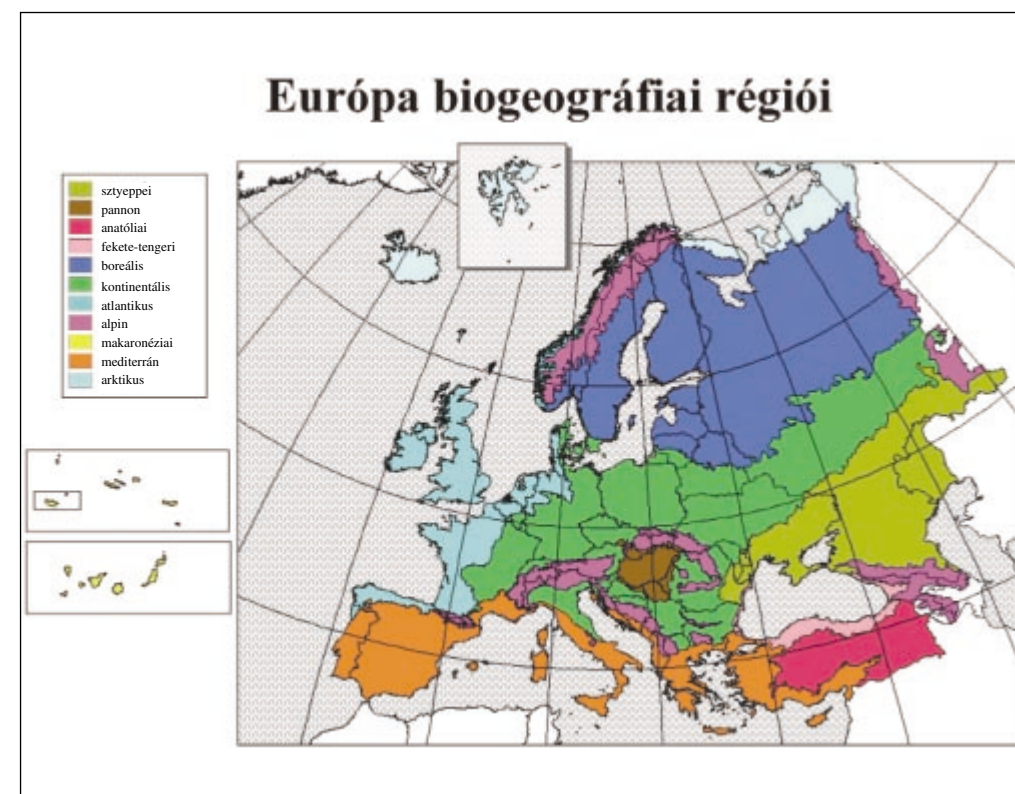 Európa biogeográfiai régiói
sztyeppei
pannon
anatóliai
fekete-tengeri
boreális
kontinentális
atlantikus
alpin
makaronéziai
mediterrán
arktikus